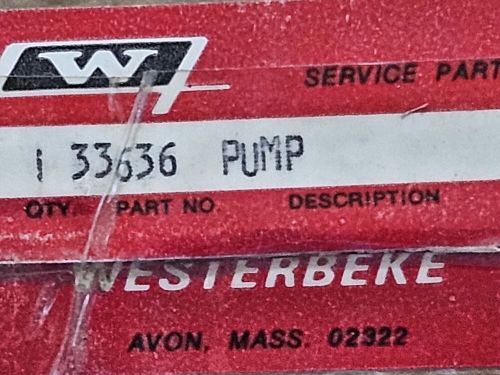 W
SERVICE PART
1 33636 PUMP
QTY. PART NO. DESCRIPTION
WESTERBEKE
AVON, MASS. 02322